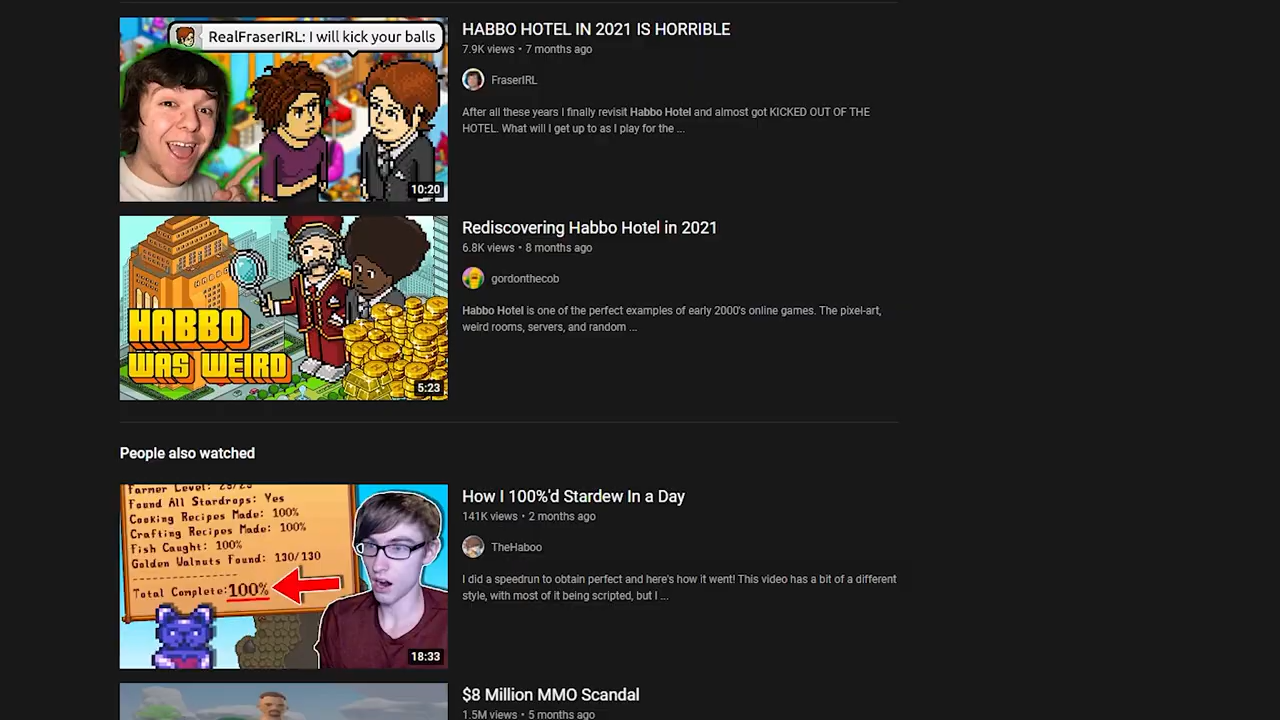 RealFraserIRL: I will kick your balls
10:20
HABBO HOTEL IN 2021 IS HORRIBLE
7.9K views • 7 months ago
FraserIRL
After all these years I finally revisit Habbo Hotel and almost got KICKED OUT OF THE
HOTEL. What will I get up to as I play for the ...
HABBO
WAS WEIRD
5:23
Rediscovering Habbo Hotel in 2021
6.8K views • 8 months ago
gordonthecob
Habbo Hotel is one of the perfect examples of early 2000's online games. The pixel-art,
weird rooms, servers, and random ...
People also watched
Farmer Level: 25/25
Found All Stardrops: Yes
Cooking Recipes Made: 100%
Crafting Recipes Made: 100%
Fish Caught: 100%
Golden Walnuts Found: 130/130
Total Complete: 100%
18:33
How I 100%'d Stardew In a Day
141K views • 2 months ago
TheHaboo
I did a speedrun to obtain perfect and here's how it went! This video has a bit of a different
style, with most of it being scripted, but I ...
$8 Million MMO Scandal
1.5M views • 5 months ago